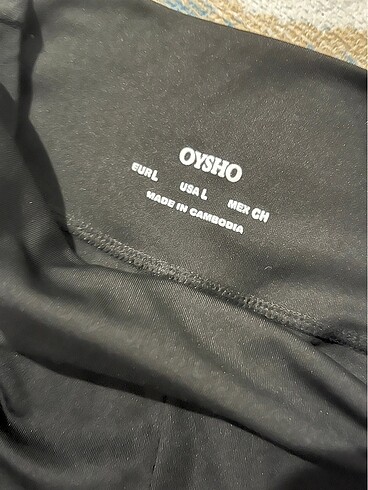 OYSHO
EUR L USA L MEX CH
MADE IN CAMBODIA